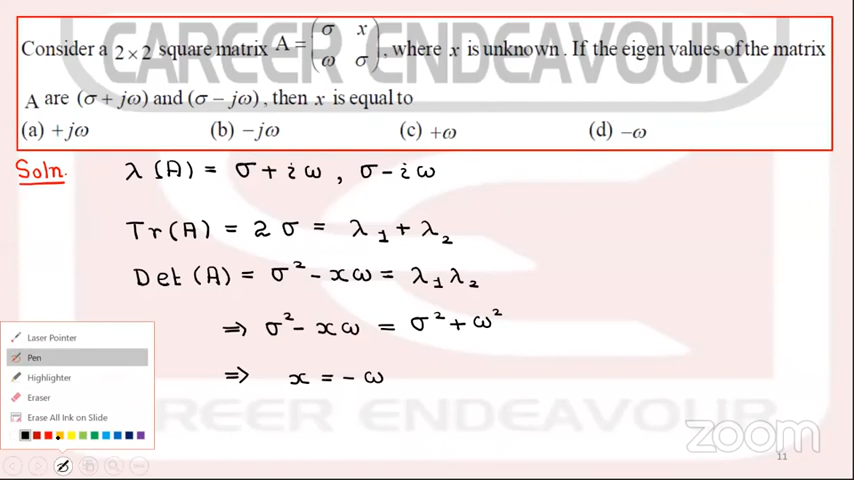 CAREER ENDEAVOUR
Consider a 2×2 square matrix A = (σ x
ω σ), where x is unknown. If the eigen values of the matrix
A are (σ + jω) and (σ − jω), then x is equal to
(a) +jω (b) −jω (c) +ω (d) −ω
Soln. λ(A) = σ + iω, σ − iω
Tr(A) = 2σ = λ₁ + λ₂
Det(A) = σ² − xω = λ₁λ₂
⇒ σ² − xω = σ² + ω²
⇒ x = −ω
Laser Pointer
Pen
Highlighter
Eraser
Erase All Ink on Slide
CAREER ENDEAVOUR
zoom
11